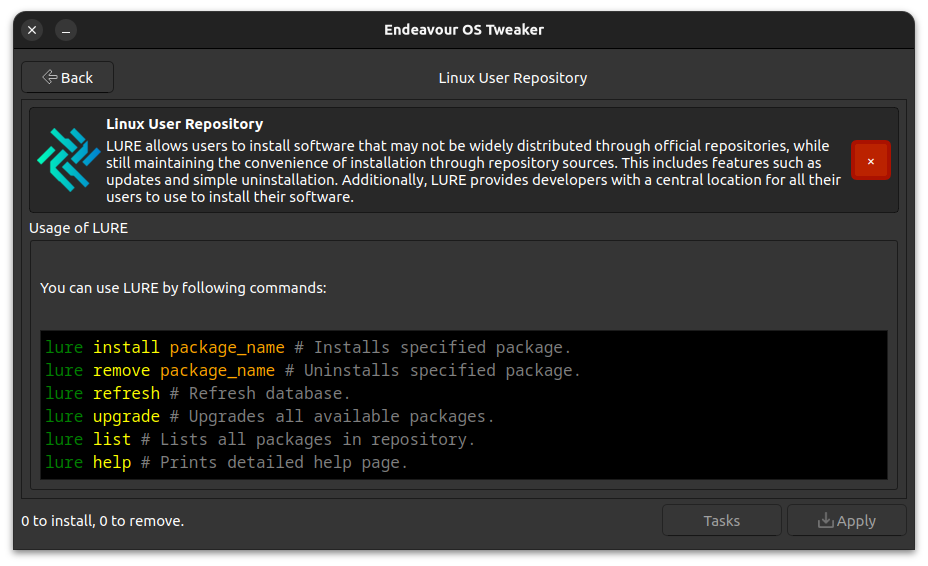 Endeavour OS Tweaker
Back
Linux User Repository
Linux User Repository
LURE allows users to install software that may not be widely distributed through official repositories, while
still maintaining the convenience of installation through repository sources. This includes features such as
updates and simple uninstallation. Additionally, LURE provides developers with a central location for all their
users to use to install their software.
Usage of LURE
You can use LURE by following commands:
lure install package_name # Installs specified package.
lure remove package_name # Uninstalls specified package.
lure refresh # Refresh database.
lure upgrade # Upgrades all available packages.
lure list # Lists all packages in repository.
lure help # Prints detailed help page.
0 to install, 0 to remove.
Tasks
Apply